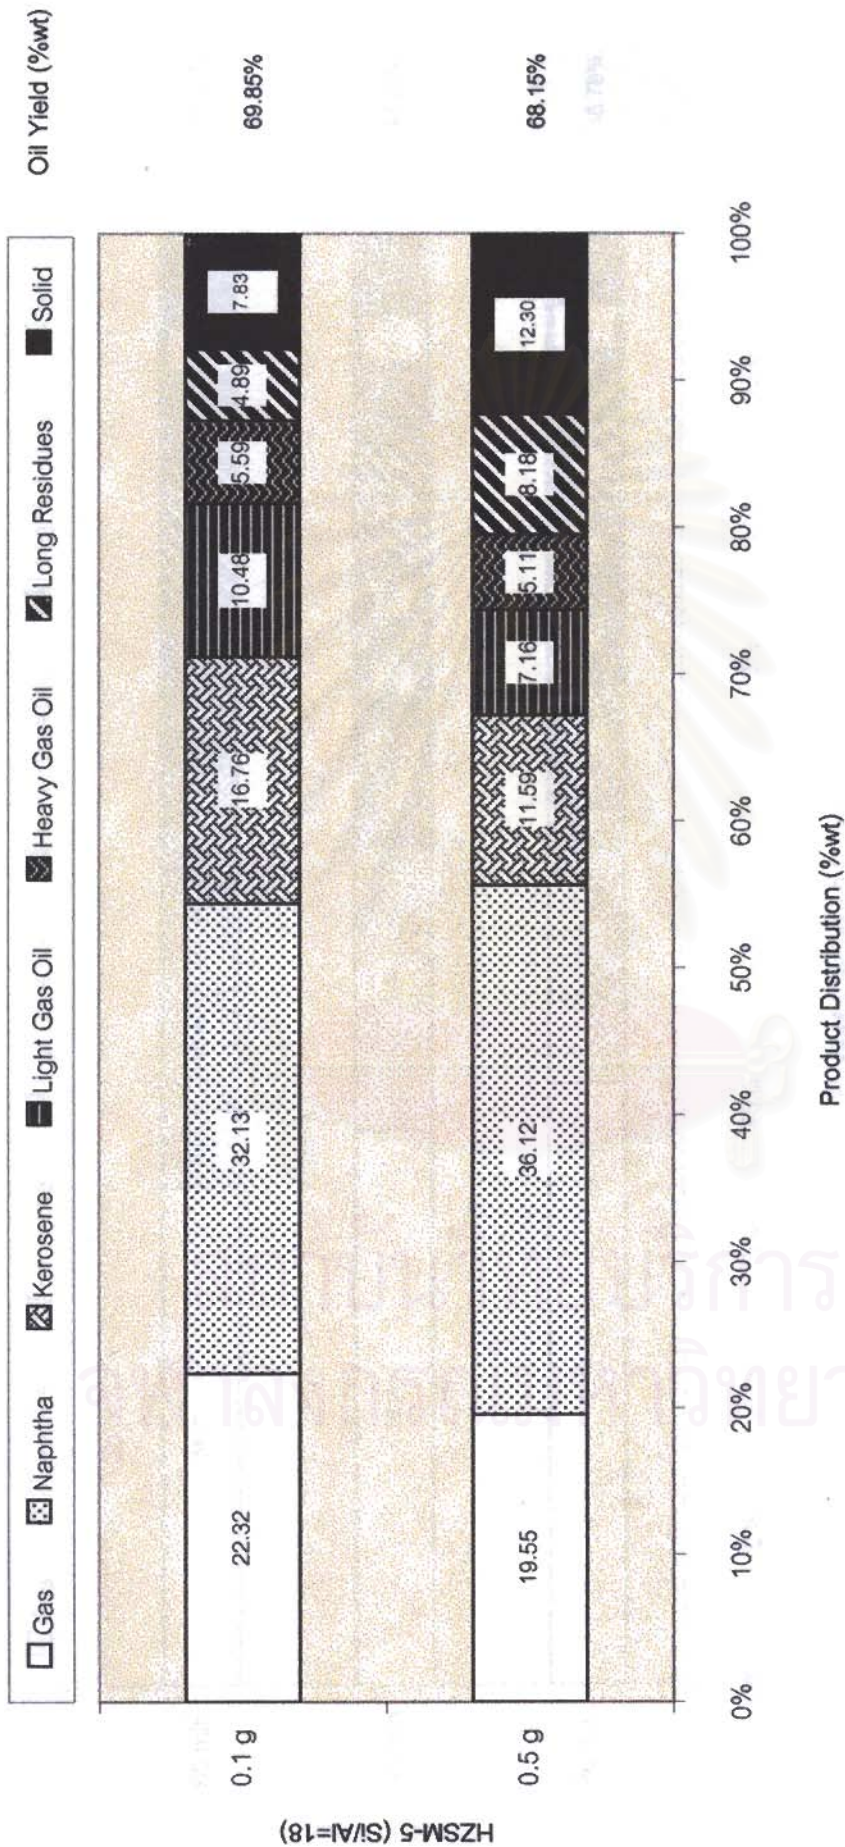 Gas Naphtha Kerosene Light Gas Oil Heavy Gas Oil Long Residues Solid
Oil Yield (%wt)
HZSM-5 (Si/Al=18)
0.1 g
22.32
32.13
16.76
10.48
5.59
4.89
7.83
69.85%
0.5 g
19.55
36.12
11.59
7.16
5.11
8.18
12.30
68.15%
0% 10% 20% 30% 40% 50% 60% 70% 80% 90% 100%
Product Distribution (%wt)